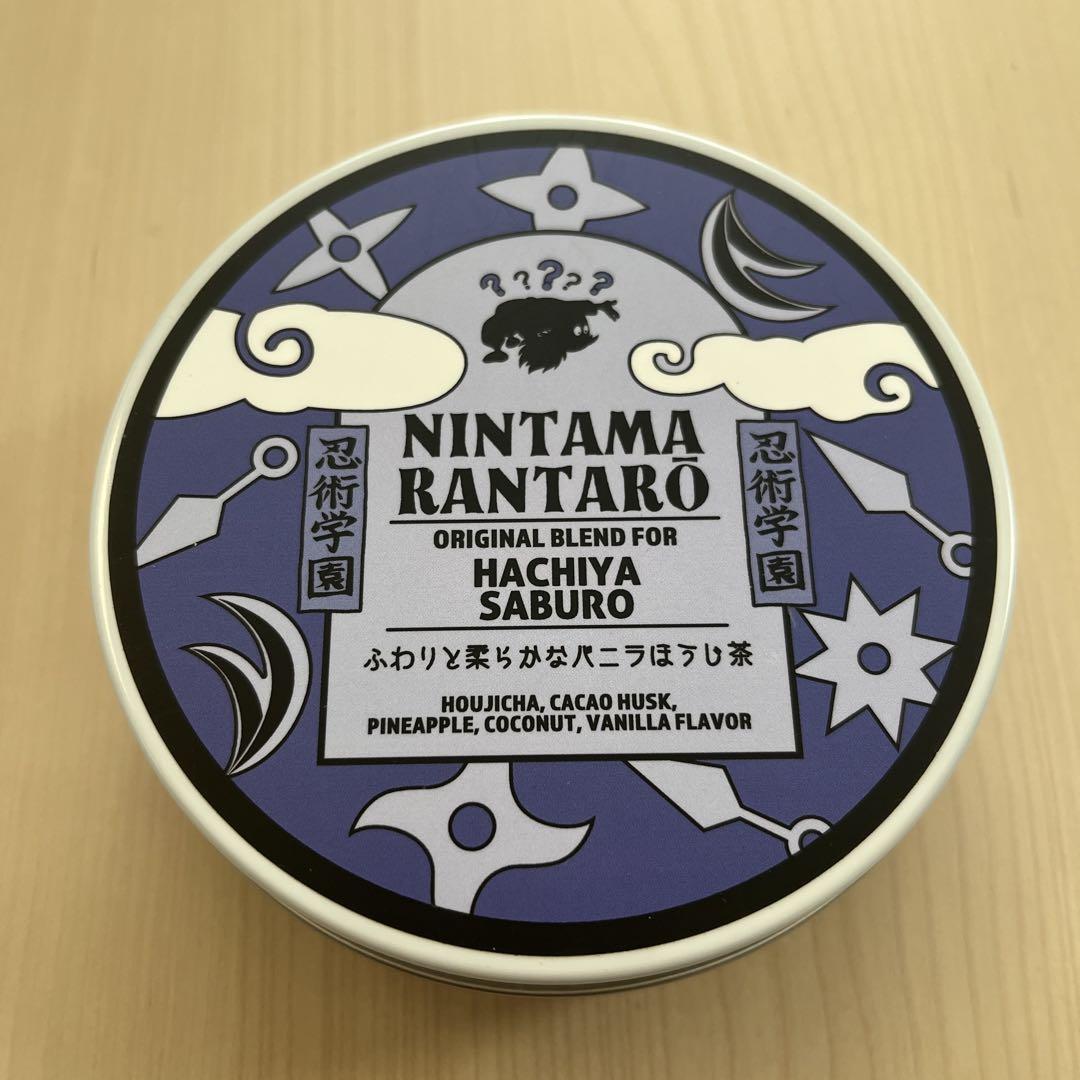 ? ? ? ? ?
NINTAMA
RANTARŌ
忍術学園
忍術学園
ORIGINAL BLEND FOR
HACHIYA
SABURO
ふわりと柔らかなバニラほうじ茶
HOUJICHA, CACAO HUSK,
PINEAPPLE, COCONUT, VANILLA FLAVOR